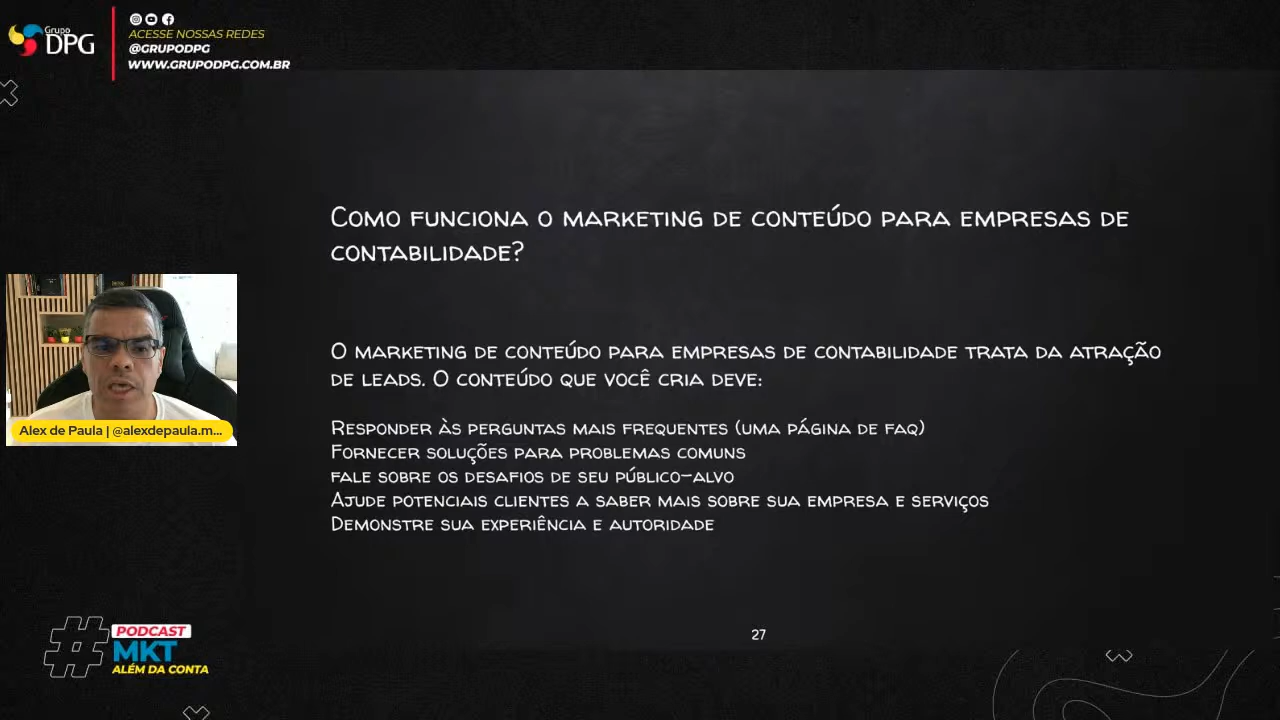 Grupo
DPG
ACESSE NOSSAS REDES
@GRUPODPG
WWW.GRUPODPG.COM.BR
Como funciona o marketing de conteúdo para empresas de
contabilidade?
O marketing de conteúdo para empresas de contabilidade trata da atração
de leads. O conteúdo que você cria deve:
Responder às perguntas mais frequentes (uma página de FAQ)
Fornecer soluções para problemas comuns
fale sobre os desafios de seu público-alvo
Ajude potenciais clientes a saber mais sobre sua empresa e serviços
Demonstre sua experiência e autoridade
Alex de Paula | @alexdepaula.m...
27
#
PODCAST
MKT
ALÉM DA CONTA